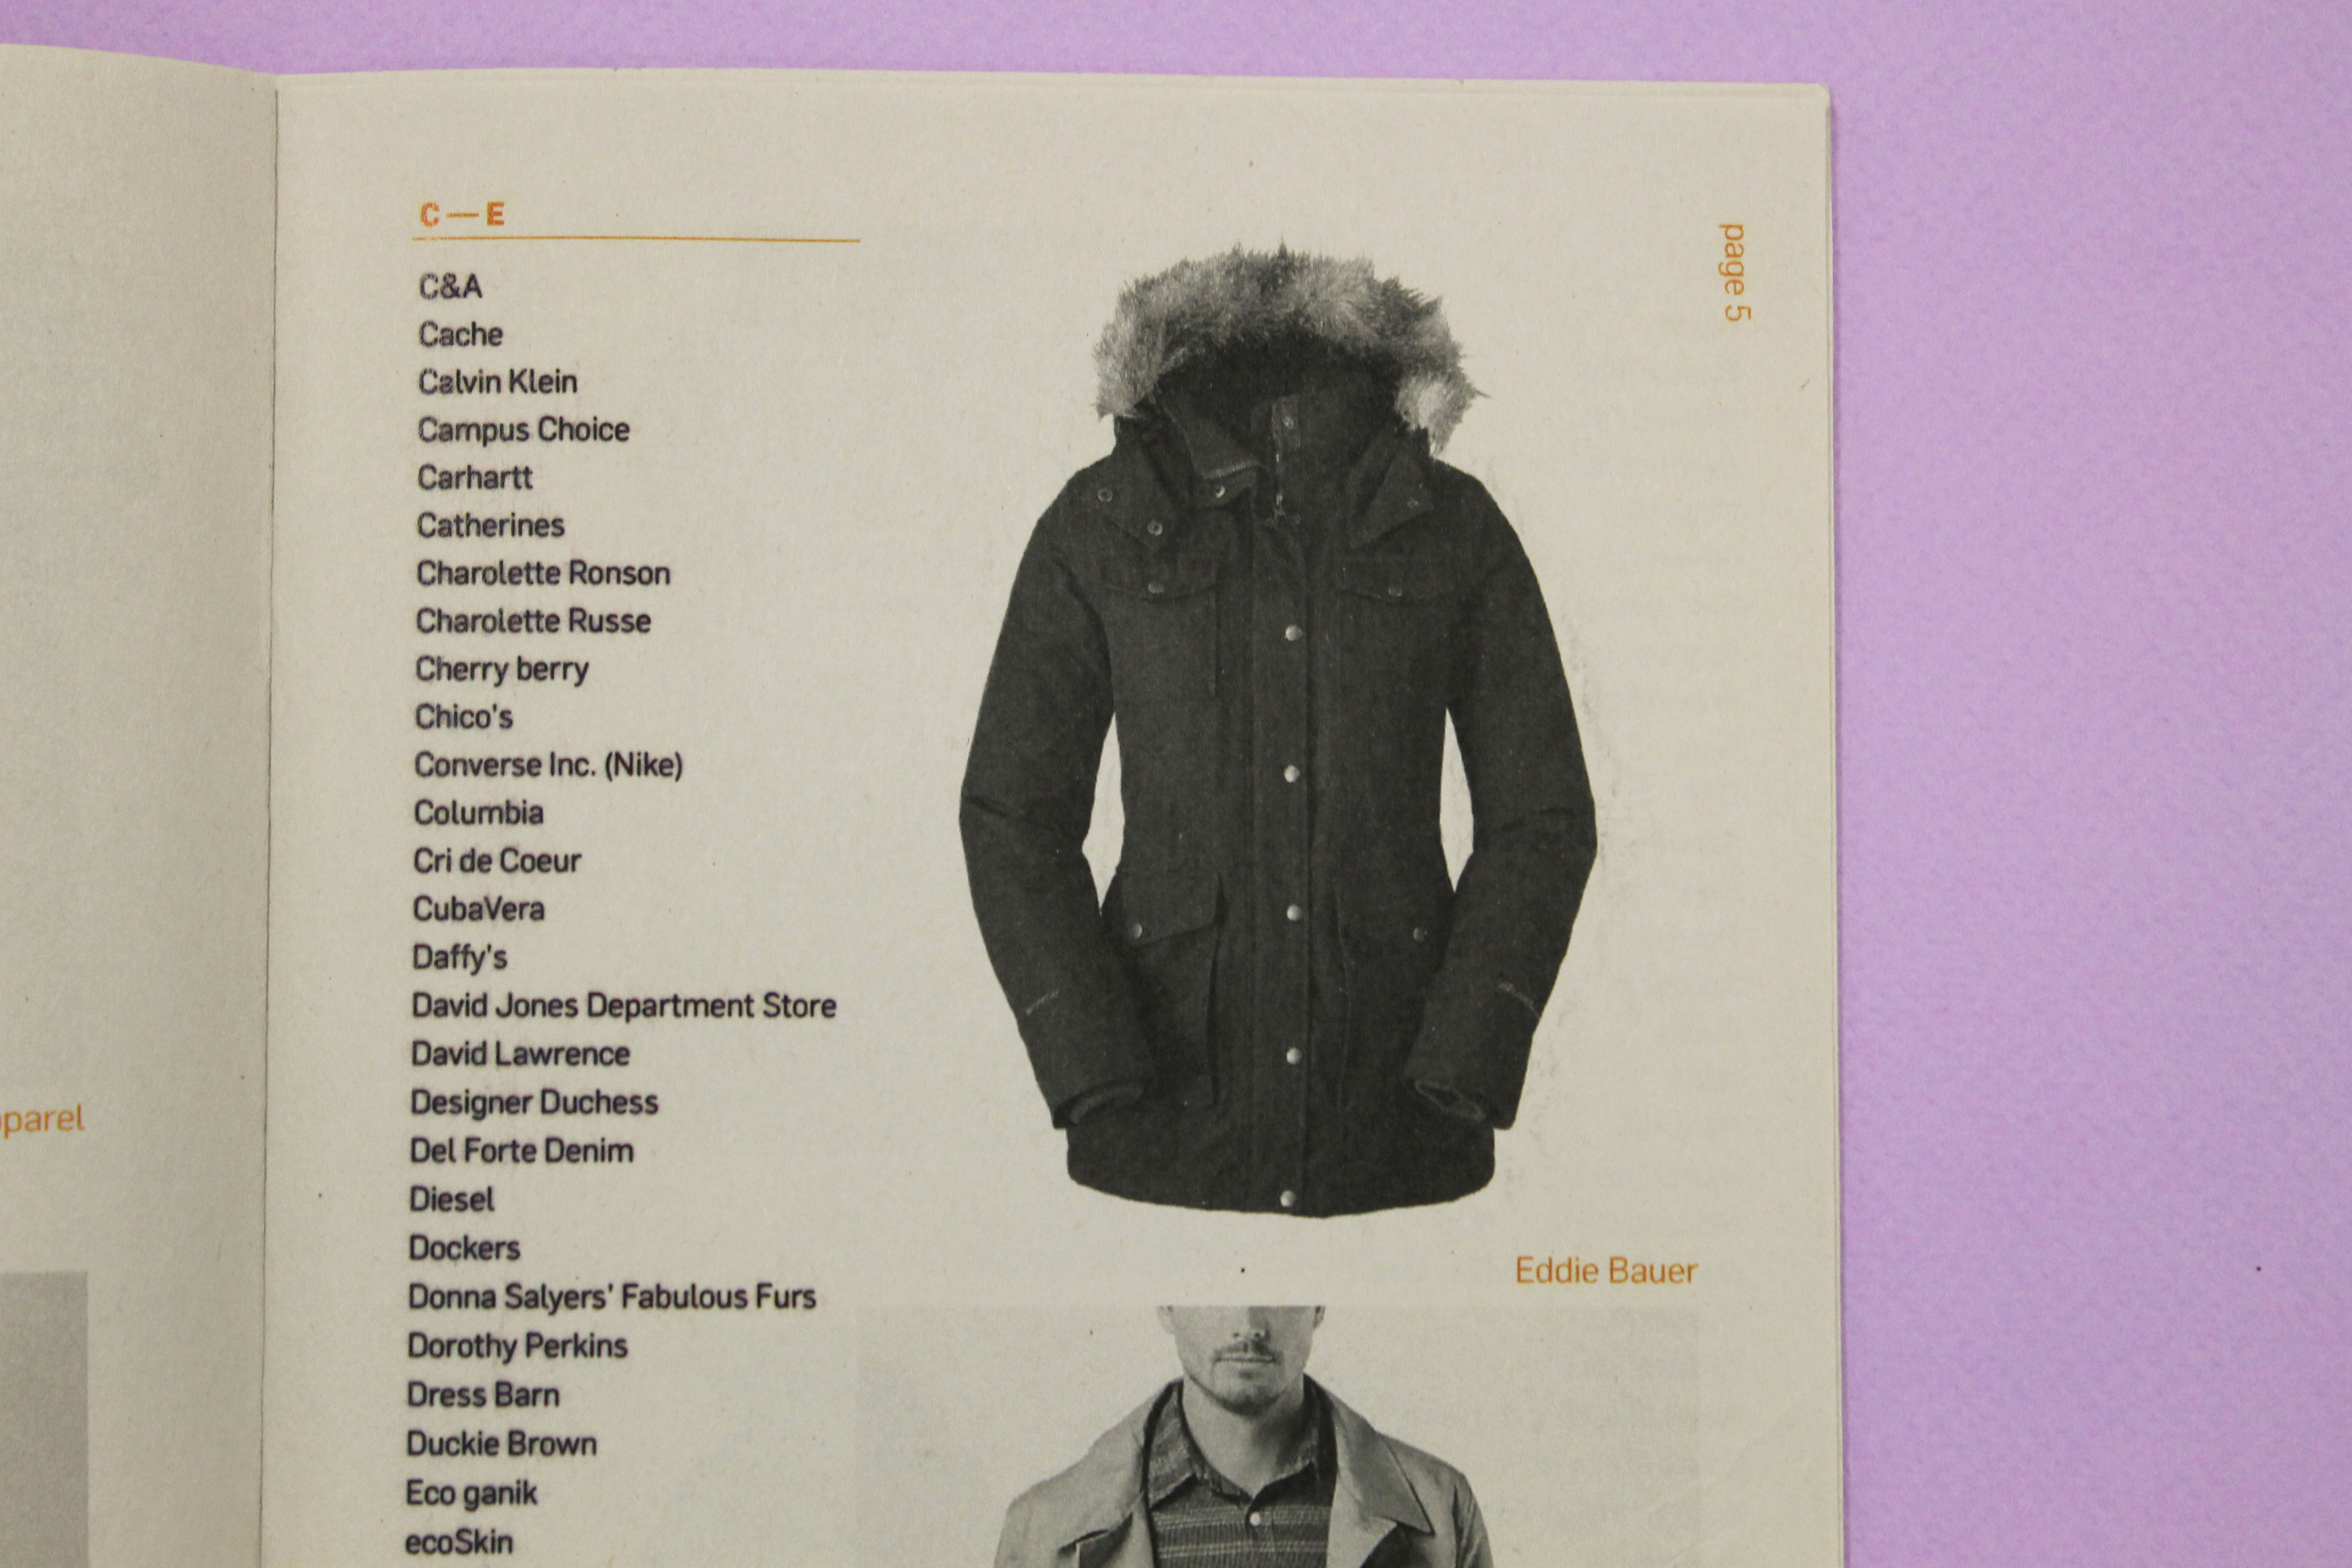 C — E
C&A
Cache
Calvin Klein
Campus Choice
Carhartt
Catherines
Charolette Ronson
Charolette Russe
Cherry berry
Chico's
Converse Inc. (Nike)
Columbia
Cri de Coeur
CubaVera
Daffy's
David Jones Department Store
David Lawrence
Designer Duchess
Del Forte Denim
Diesel
Dockers
Donna Salyers' Fabulous Furs
Dorothy Perkins
Dress Barn
Duckie Brown
Eco ganik
ecoSkin
page 5
Eddie Bauer